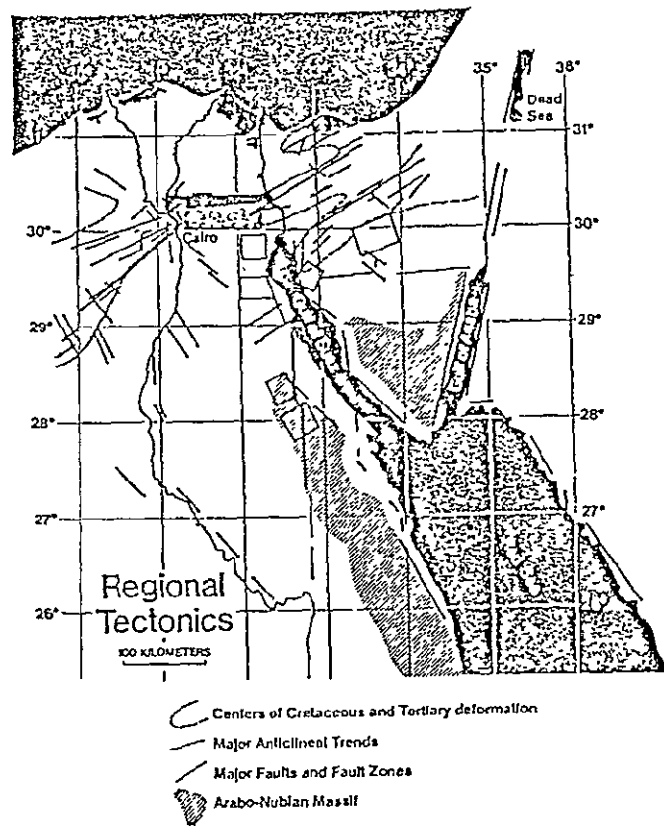 35° 38°
Dead
Sea
31°
30°
30°
Cairo
29°
29°
28°
28°
27°
27°
26°
Regional
Tectonics
100 KILOMETERS
Centers of Cretaceous and Tertiary deformation
Major Anticlineal Trends
Major Faults and Fault Zones
Arabo-Nubian Massif